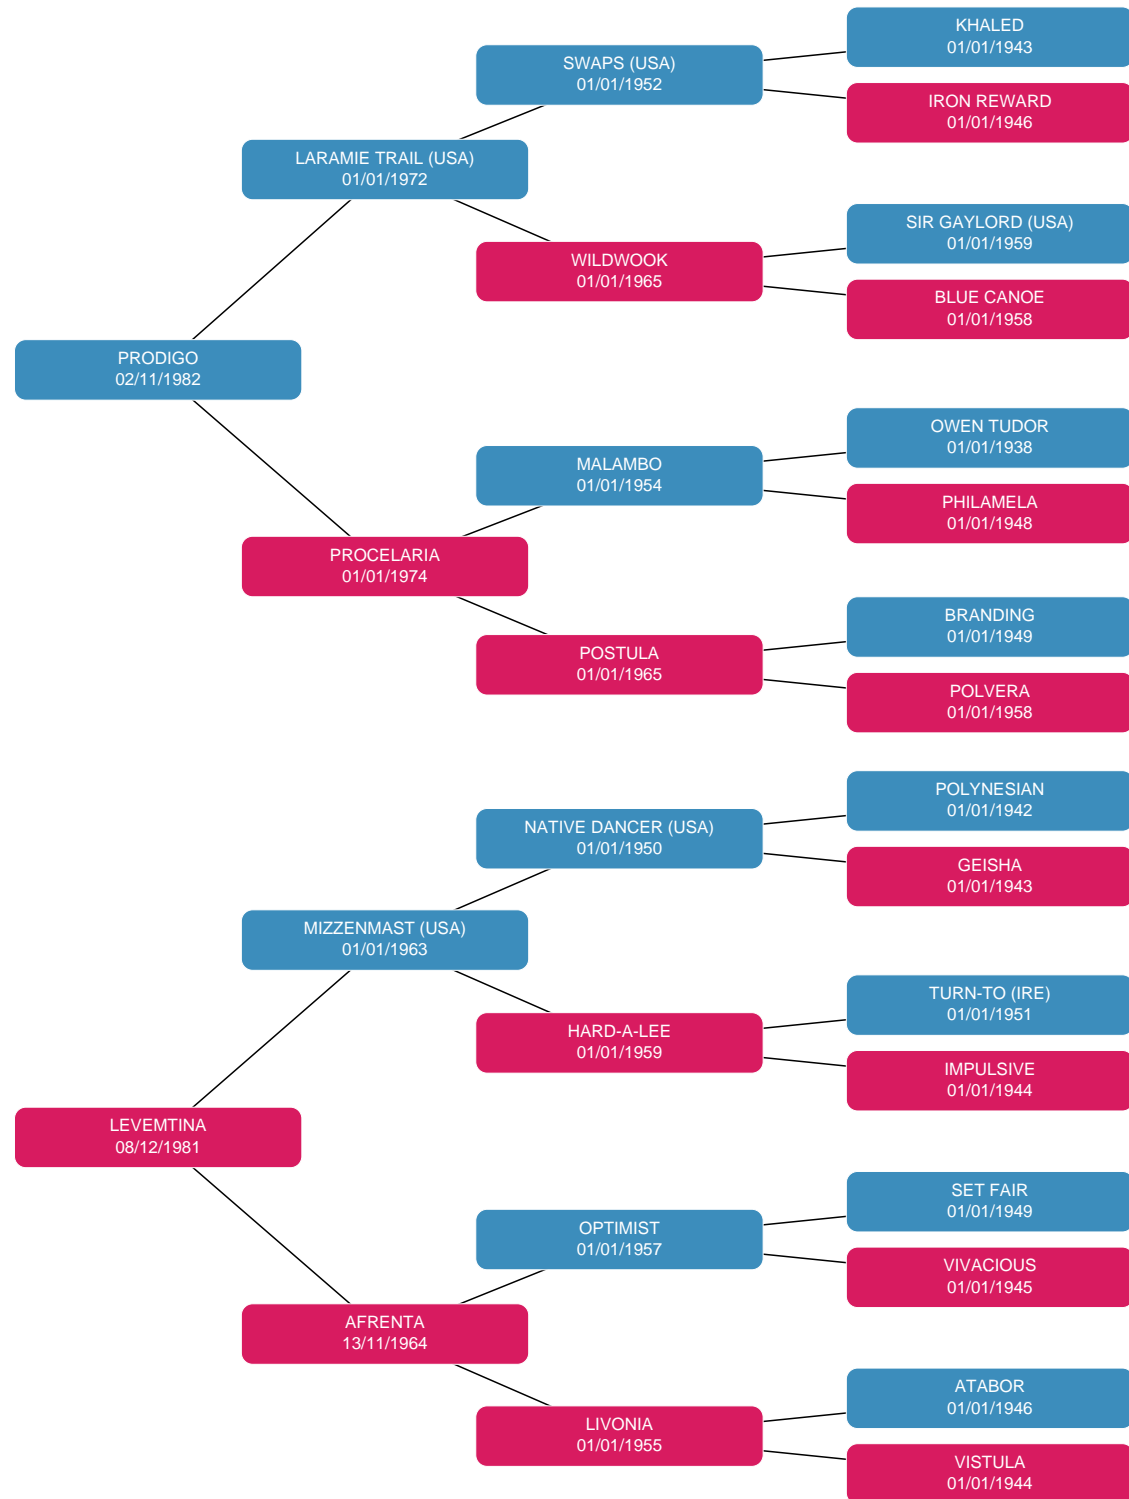 KHALED
01/01/1943
SWAPS (USA)
01/01/1952
IRON REWARD
01/01/1946
LARAMIE TRAIL (USA)
01/01/1972
SIR GAYLORD (USA)
01/01/1959
WILDWOOK
01/01/1965
BLUE CANOE
01/01/1958
PRODIGO
02/11/1982
OWEN TUDOR
01/01/1938
MALAMBO
01/01/1954
PHILAMELA
01/01/1948
PROCELARIA
01/01/1974
BRANDING
01/01/1949
POSTULA
01/01/1965
POLVERA
01/01/1958
POLYNESIAN
01/01/1942
NATIVE DANCER (USA)
01/01/1950
GEISHA
01/01/1943
MIZZENMAST (USA)
01/01/1963
TURN-TO (IRE)
01/01/1951
HARD-A-LEE
01/01/1959
IMPULSIVE
01/01/1944
LEVEMTINA
08/12/1981
SET FAIR
01/01/1949
OPTIMIST
01/01/1957
VIVACIOUS
01/01/1945
AFRENTA
13/11/1964
ATABOR
01/01/1946
LIVONIA
01/01/1955
VISTULA
01/01/1944